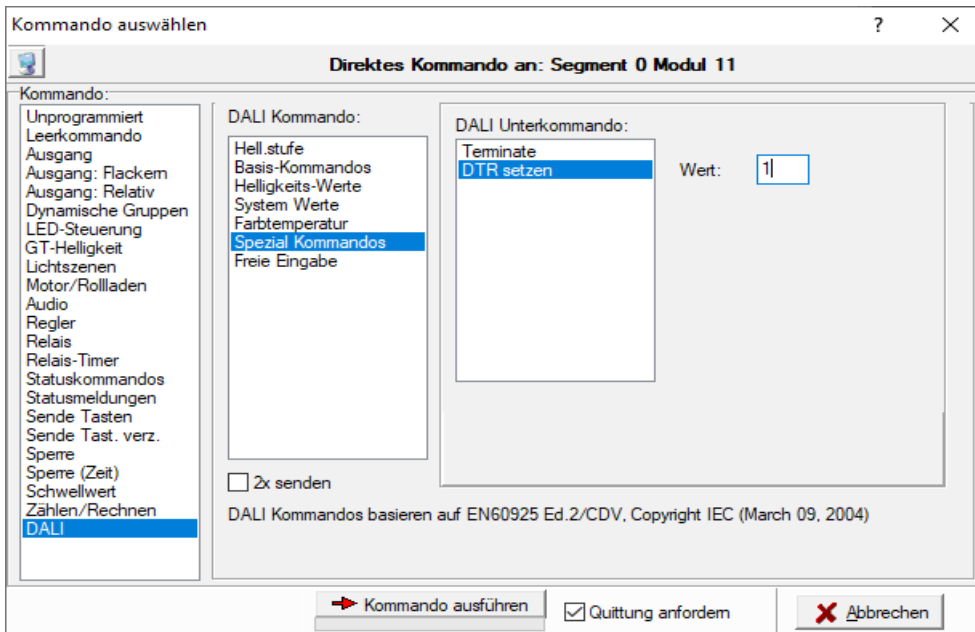 Kommando auswählen
?
Direktes Kommando an: Segment 0 Modul 11
Kommando:
Unprogrammiert
Leerkommando
Ausgang
Ausgang: Flackern
Ausgang: Relativ
Dynamische Gruppen
LED-Steuerung
GT-Helligkeit
Lichtszenen
Motor/Rollladen
Audio
Regler
Relais
Relais-Timer
Statuskommandos
Statusmeldungen
Sende Tasten
Sende Tast. verz.
Sperre
Sperre (Zeit)
Schwellwert
Zählen/Rechnen
DALI
DALI Kommando:
Hell.stufe
Basis-Kommandos
Helligkeits-Werte
System Werte
Farbtemperatur
Spezial Kommandos
Freie Eingabe
DALI Unterkommando:
Terminate
DTR setzen
Wert: 1
2x senden
DALI Kommandos basieren auf EN60925 Ed.2/CDV, Copyright IEC (March 09, 2004)
Kommando ausführen
Quittung anfordern
Abbrechen